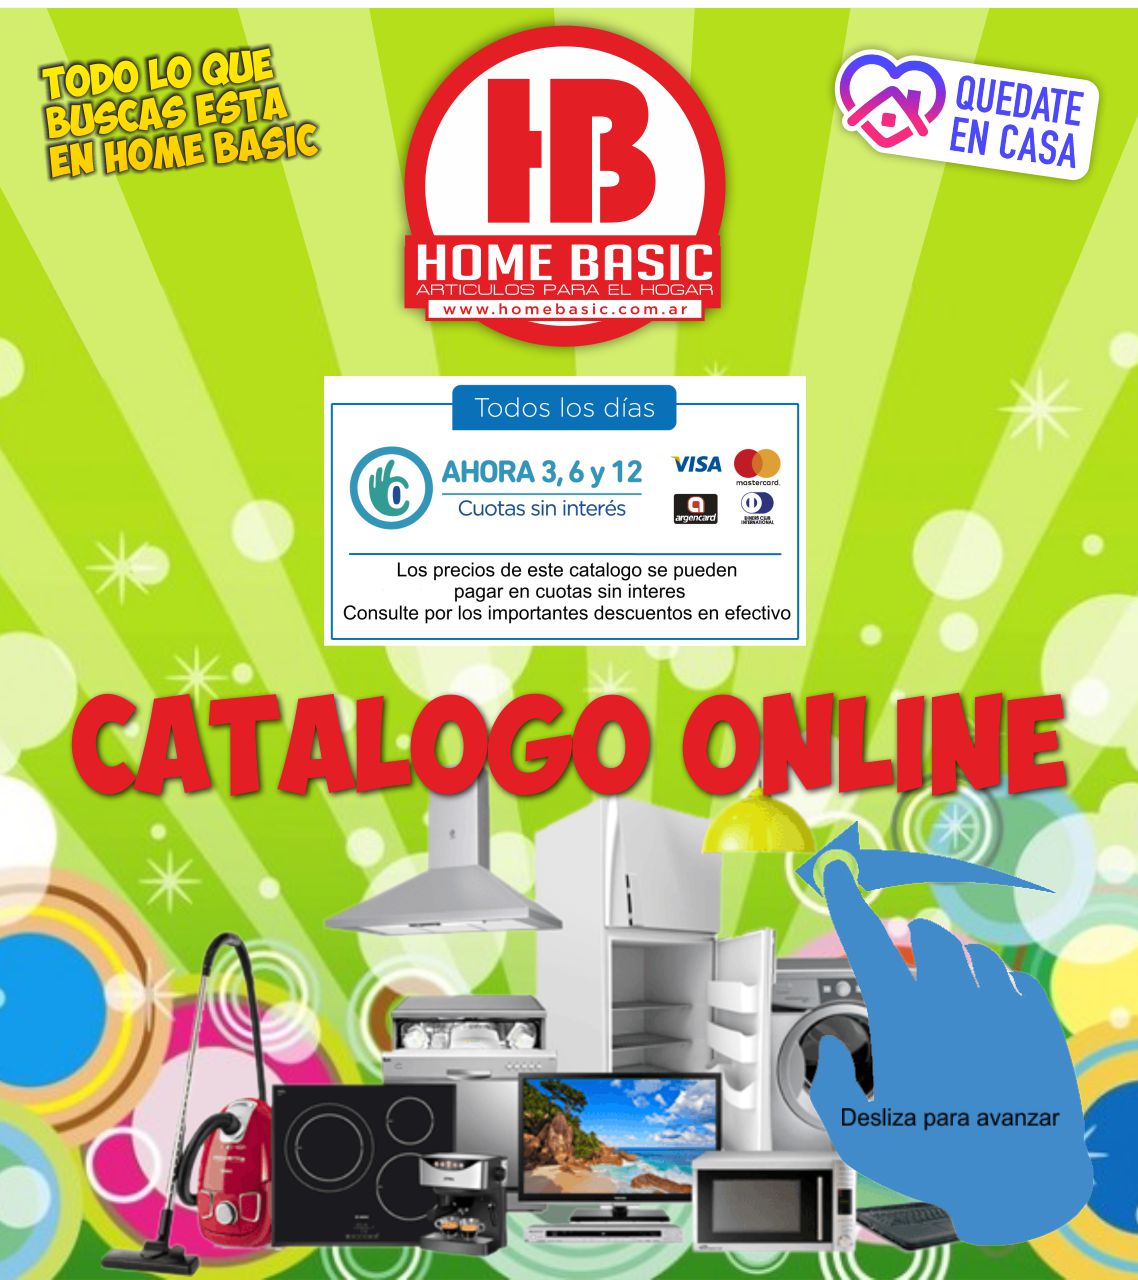 TODO LO QUE
BUSCAS ESTA
EN HOME BASIC
HB
HOME BASIC
ARTICULOS PARA EL HOGAR
www.homebasic.com.ar
QUEDATE
EN CASA
Todos los días
AHORA 3, 6 y 12
Cuotas sin interés
VISA
mastercard.
argencard
DINERS CLUB
INTERNATIONAL
Los precios de este catalogo se pueden
pagar en cuotas sin interes
Consulte por los importantes descuentos en efectivo
CATALOGO ONLINE
Desliza para avanzar